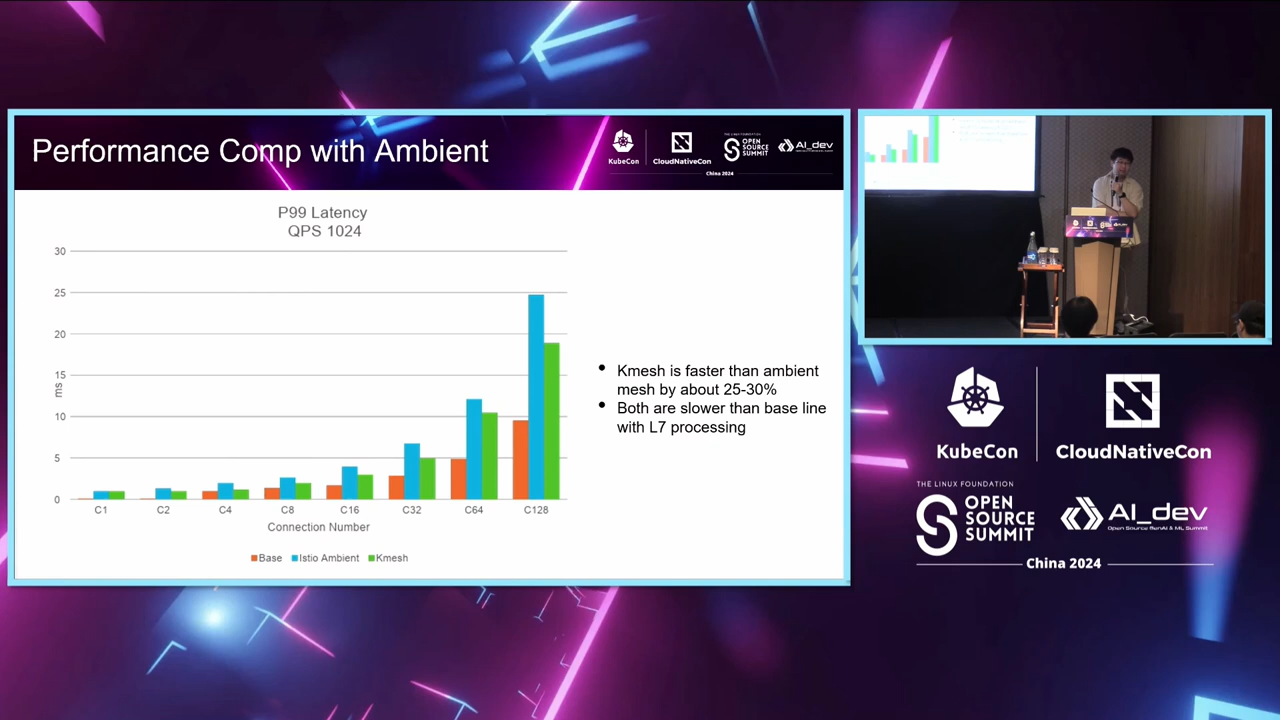 Performance Comp with Ambient
KubeCon
CloudNativeCon
THE LINUX FOUNDATION
OPEN
SOURCE
SUMMIT
AI_dev
China 2024
P99 Latency
QPS 1024
30
25
20
15
10
5
0
ms
C1 C2 C4 C8 C16 C32 C64 C128
Connection Number
Base Istio Ambient Kmesh
• Kmesh is faster than ambient
mesh by about 25-30%
• Both are slower than base line
with L7 processing
KubeCon
CloudNativeCon
THE LINUX FOUNDATION
OPEN
SOURCE
SUMMIT
AI_dev
Open Source GenAI & ML Summit
China 2024